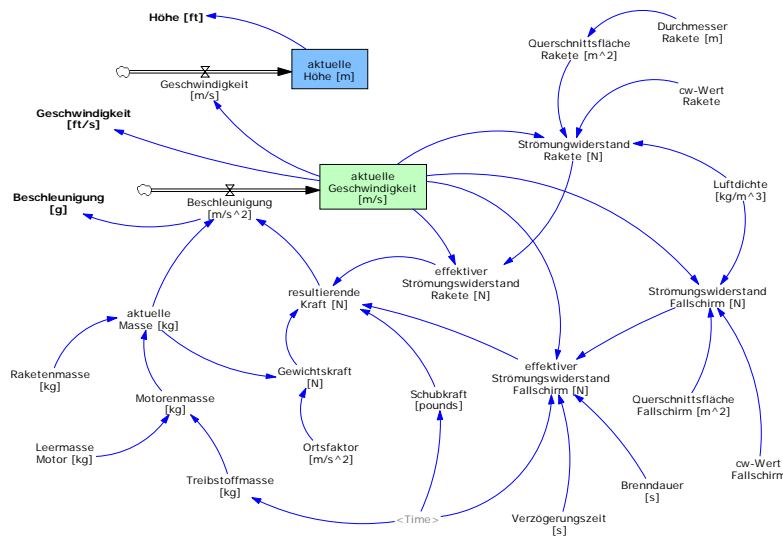 Höhe [ft]
aktuelle
Höhe [m]
Geschwindigkeit
[m/s]
Durchmesser
Rakete [m]
Querschnittsfläche
Rakete [m^2]
cw-Wert
Rakete
Geschwindigkeit
[ft/s]
Strömungswiderstand
Rakete [N]
aktuelle
Geschwindigkeit
[m/s]
Luftdichte
[kg/m^3]
Beschleunigung
[g]
Beschleunigung
[m/s^2]
effektiver
Strömungswiderstand
Rakete [N]
resultierende
Kraft [N]
Strömungswiderstand
Fallschirm [N]
aktuelle
Masse [kg]
Raketenmasse
[kg]
Gewichtskraft
[N]
effektiver
Strömungswiderstand
Fallschirm [N]
Motorenmasse
[kg]
Schubkraft
[pounds]
Querschnittsfläche
Fallschirm [m^2]
Leermasse
Motor [kg]
Ortsfaktor
[m/s^2]
cw-Wert
Fallschirm
Treibstoffmasse
[kg]
Brenndauer
[s]
<Time>
Verzögerungszeit
[s]